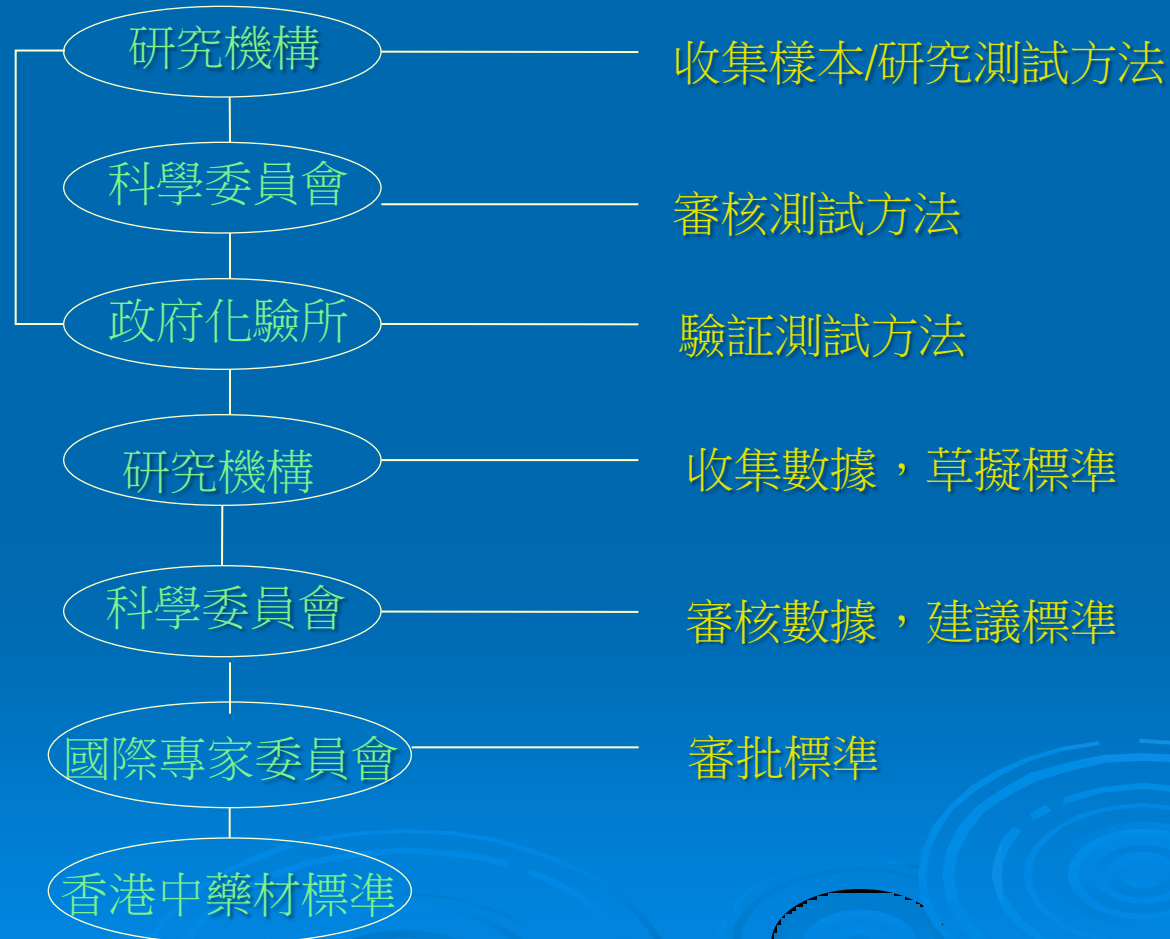 研究機構
收集樣本/研究測試方法
科學委員會
審核測試方法
政府化驗所
驗証測試方法
研究機構
收集數據，草擬標準
科學委員會
審核數據，建議標準
國際專家委員會
審批標準
香港中藥材標準